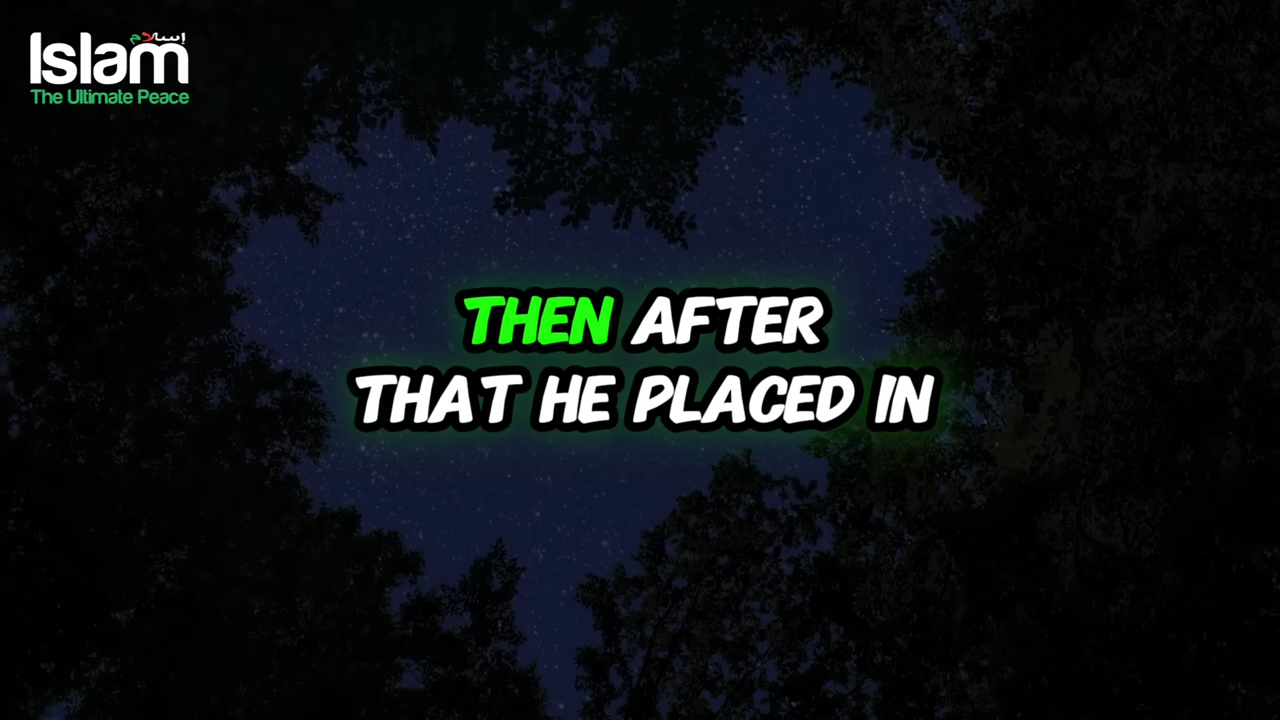 إسلام
Islam
The Ultimate Peace
THEN AFTER
THAT HE PLACED IN